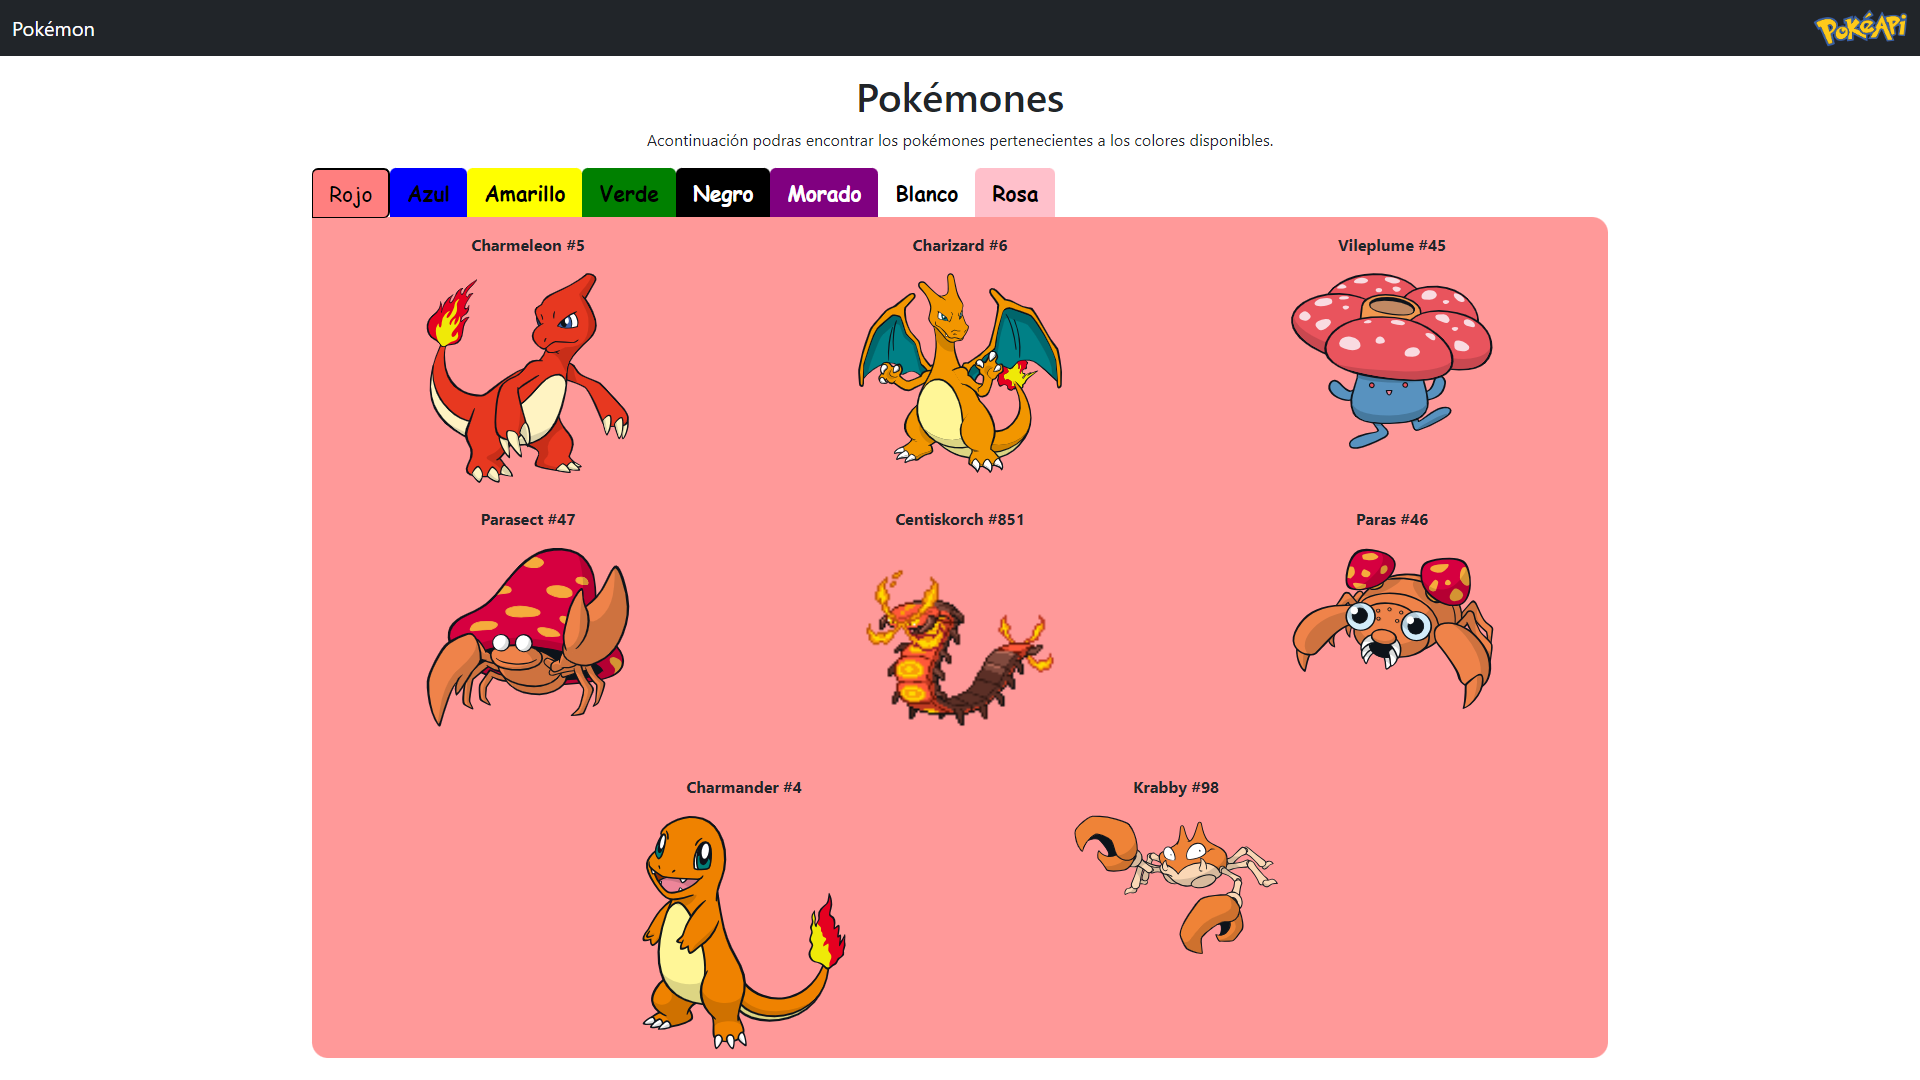 Pokémon
PokéAPi
Pokémones
Acontinuación podras encontrar los pokémones pertenecientes a los colores disponibles.
Rojo Azul Amarillo Verde Negro Morado Blanco Rosa
Charmeleon #5 Charizard #6 Vileplume #45
Parasect #47 Centiskorch #851 Paras #46
Charmander #4 Krabby #98